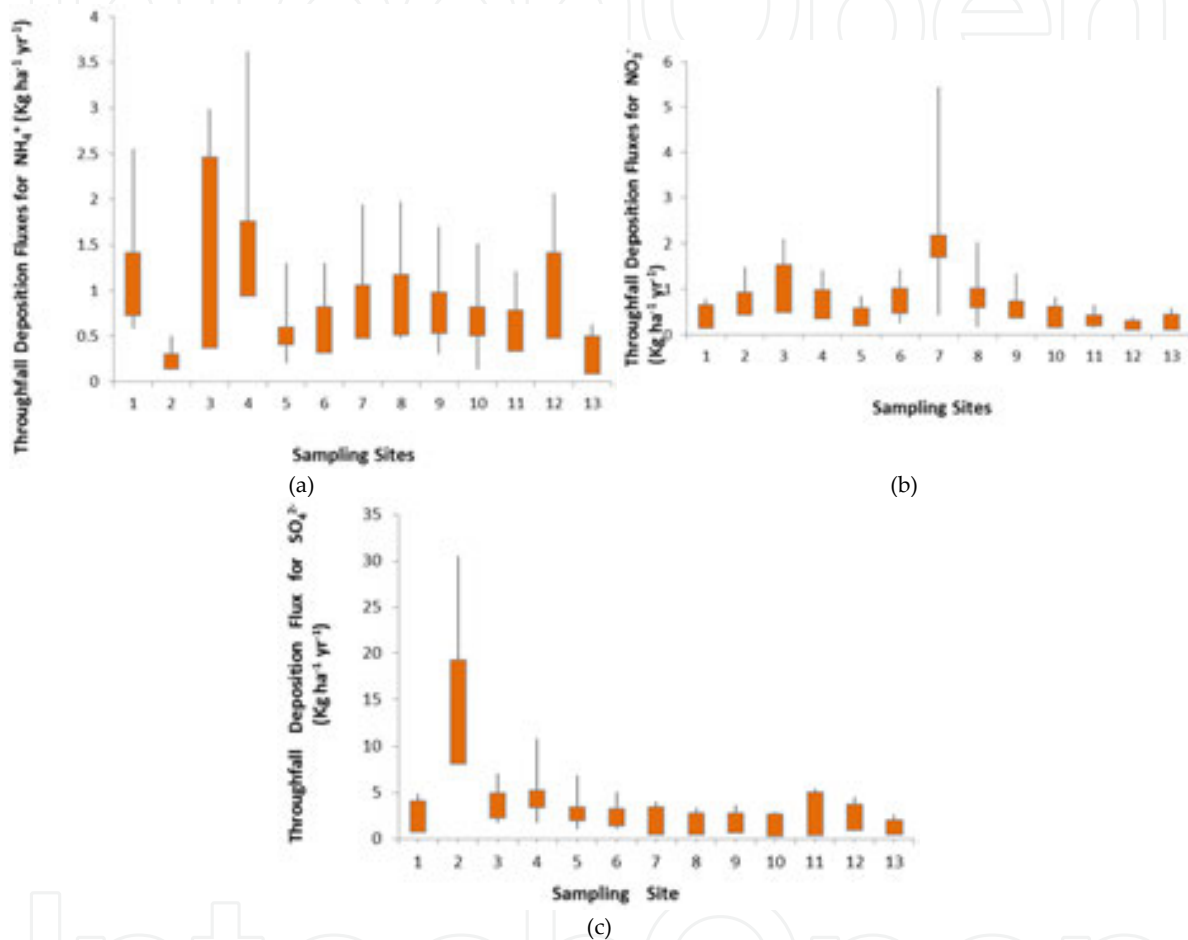 Throughfall Deposition Fluxes for NH₄⁺ (Kg ha⁻¹ yr⁻¹)
4
3.5
3
2.5
2
1.5
1
0.5
0
1 2 3 4 5 6 7 8 9 10 11 12 13
Sampling Sites
(a)
Throughfall Deposition Fluxes for NO₃⁻
(Kg ha⁻¹ yr⁻¹)
6
5
4
3
2
1
0
1 2 3 4 5 6 7 8 9 10 11 12 13
Sampling Sites
(b)
Throughfall Deposition Flux for SO₄²⁻
(Kg ha⁻¹ yr⁻¹)
35
30
25
20
15
10
5
0
1 2 3 4 5 6 7 8 9 10 11 12 13
Sampling Site
(c)